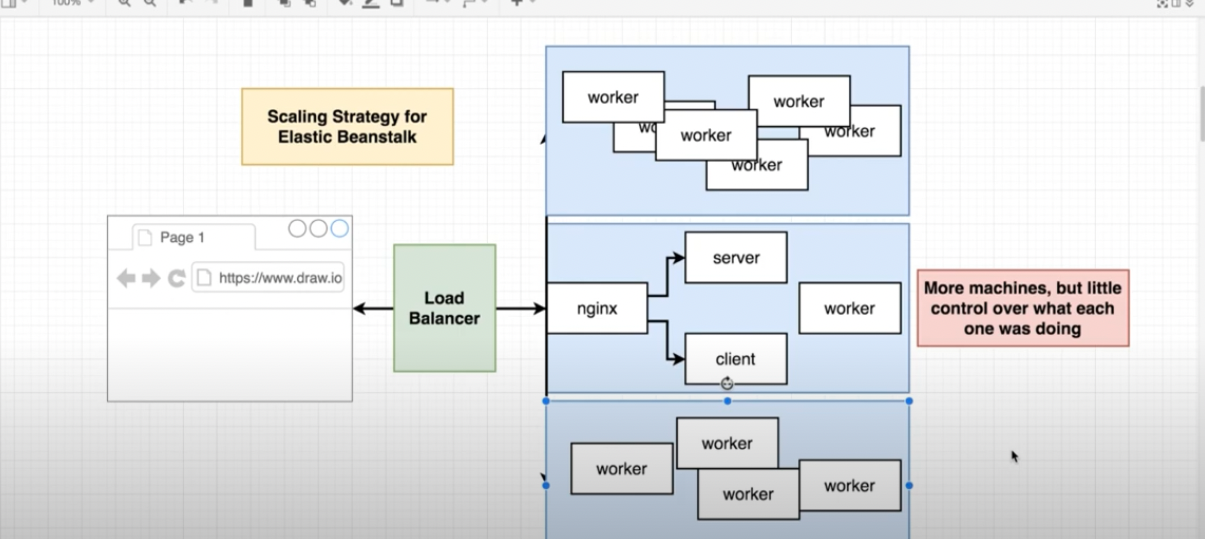 100%
Scaling Strategy for
Elastic Beanstalk
worker
worker
worker
worker
worker
Page 1
https://www.draw.io
Load
Balancer
nginx
server
worker
client
More machines, but little
control over what each
one was doing
worker
worker
worker
worker